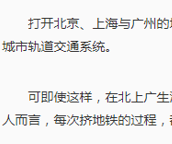 打开北京、上海与广州的
城市轨道交通系统。
可即使这样，在北上广生
人而言，每次挤地铁的过程，